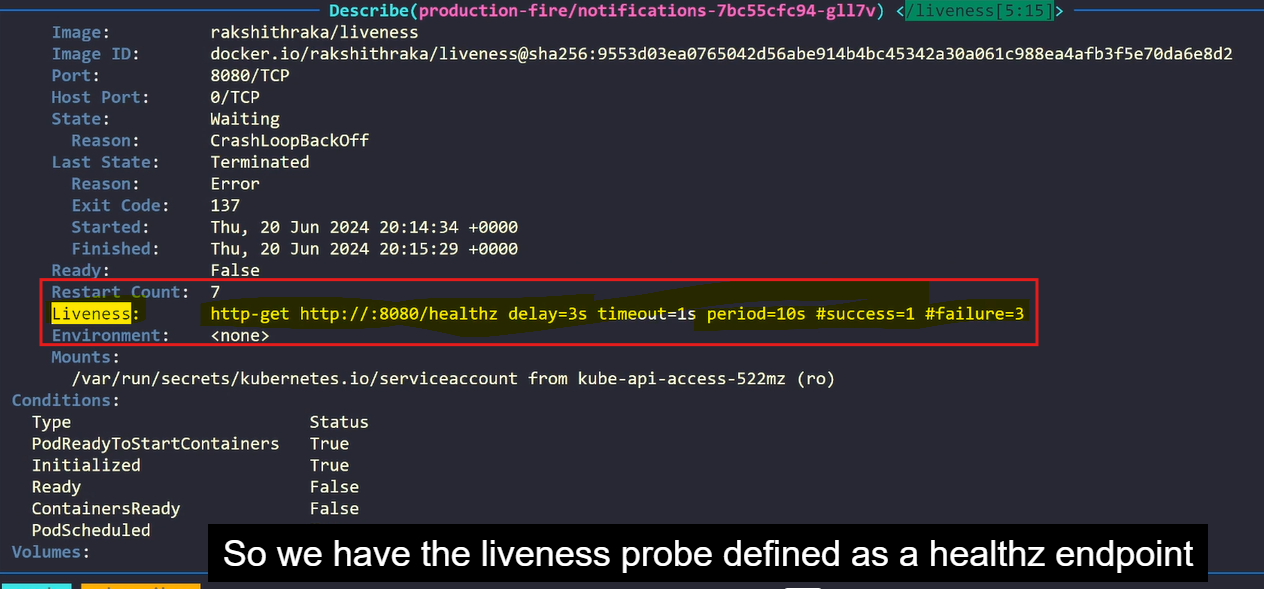 Describe(production-fire/notifications-7bc55cfc94-gll7v) </liveness[5:15]>
Image: rakshithraka/liveness
Image ID: docker.io/rakshithraka/liveness@sha256:9553d03ea0765042d56abe914b4bc45342a30a061c988ea4afb3f5e70da6e8d2
Port: 8080/TCP
Host Port: 0/TCP
State: Waiting
Reason: CrashLoopBackOff
Last State: Terminated
Reason: Error
Exit Code: 137
Started: Thu, 20 Jun 2024 20:14:34 +0000
Finished: Thu, 20 Jun 2024 20:15:29 +0000
Ready: False
Restart Count: 7
Liveness: http-get http://:8080/healthz delay=3s timeout=1s period=10s #success=1 #failure=3
Environment: <none>
Mounts:
/var/run/secrets/kubernetes.io/serviceaccount from kube-api-access-522mz (ro)
Conditions:
Type Status
PodReadyToStartContainers True
Initialized True
Ready False
ContainersReady False
PodScheduled
Volumes:
So we have the liveness probe defined as a healthz endpoint